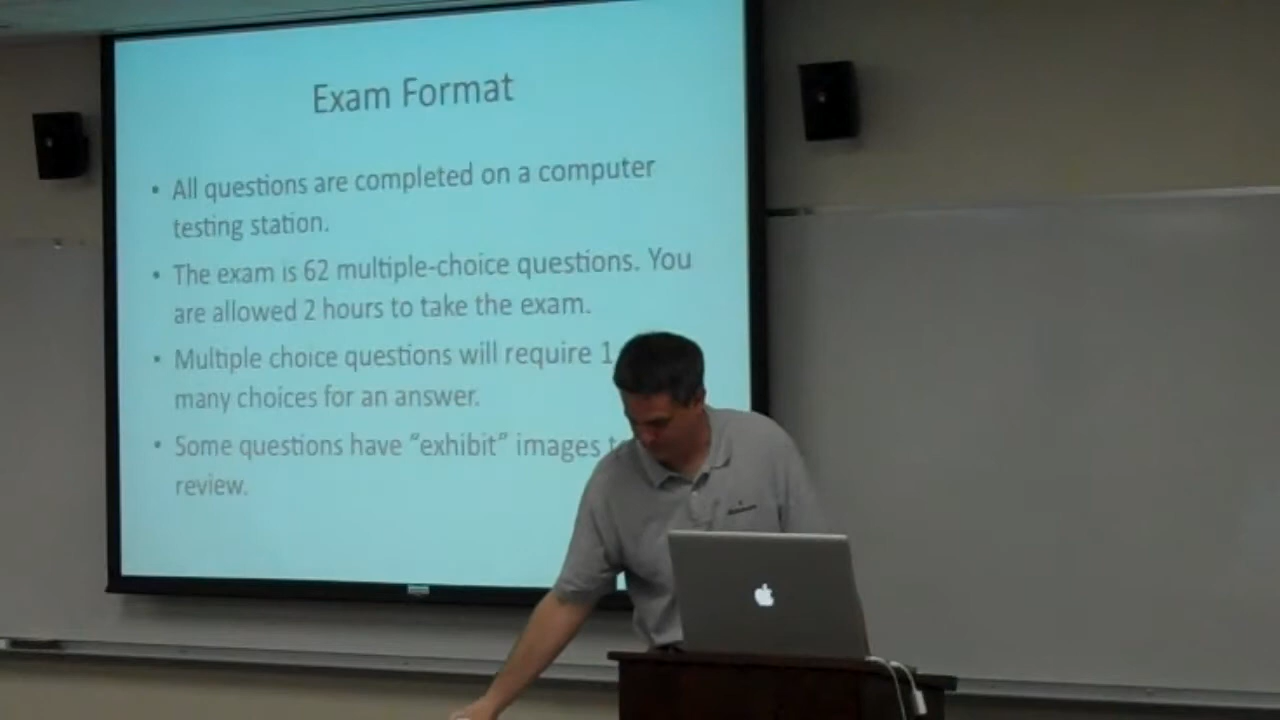 Exam Format
• All questions are completed on a computer
testing station.
• The exam is 62 multiple-choice questions. You
are allowed 2 hours to take the exam.
• Multiple choice questions will require 1
many choices for an answer.
• Some questions have “exhibit” images
review.